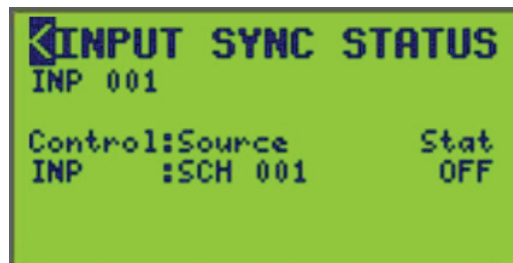 <INPUT SYNC STATUS
INP 001
Control:Source Stat
INP :SCH 001 OFF